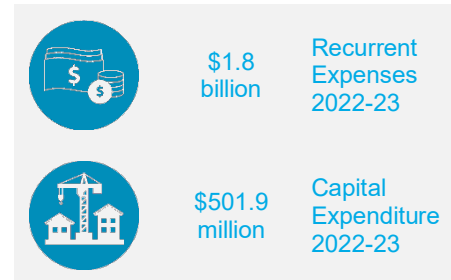 $1.8
billion
Recurrent
Expenses
2022-23
$501.9
million
Capital
Expenditure
2022-23
$
$